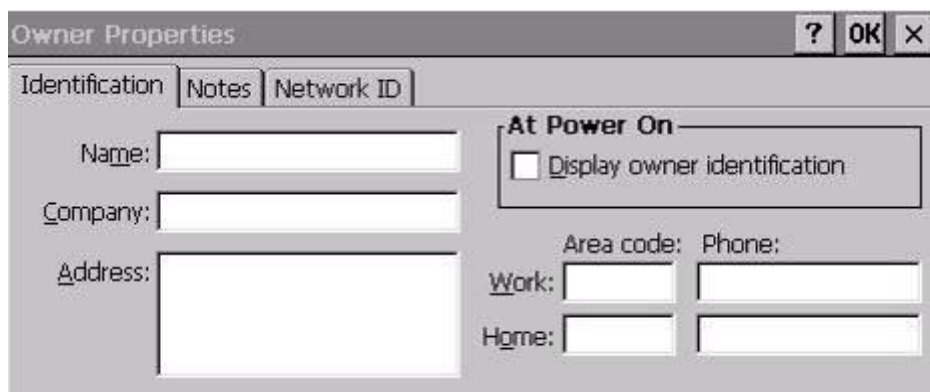 Owner Properties ? OK ×
Identification Notes Network ID
Name:
Company:
Address:
At Power On
Display owner identification
Area code: Phone:
Work:
Home: